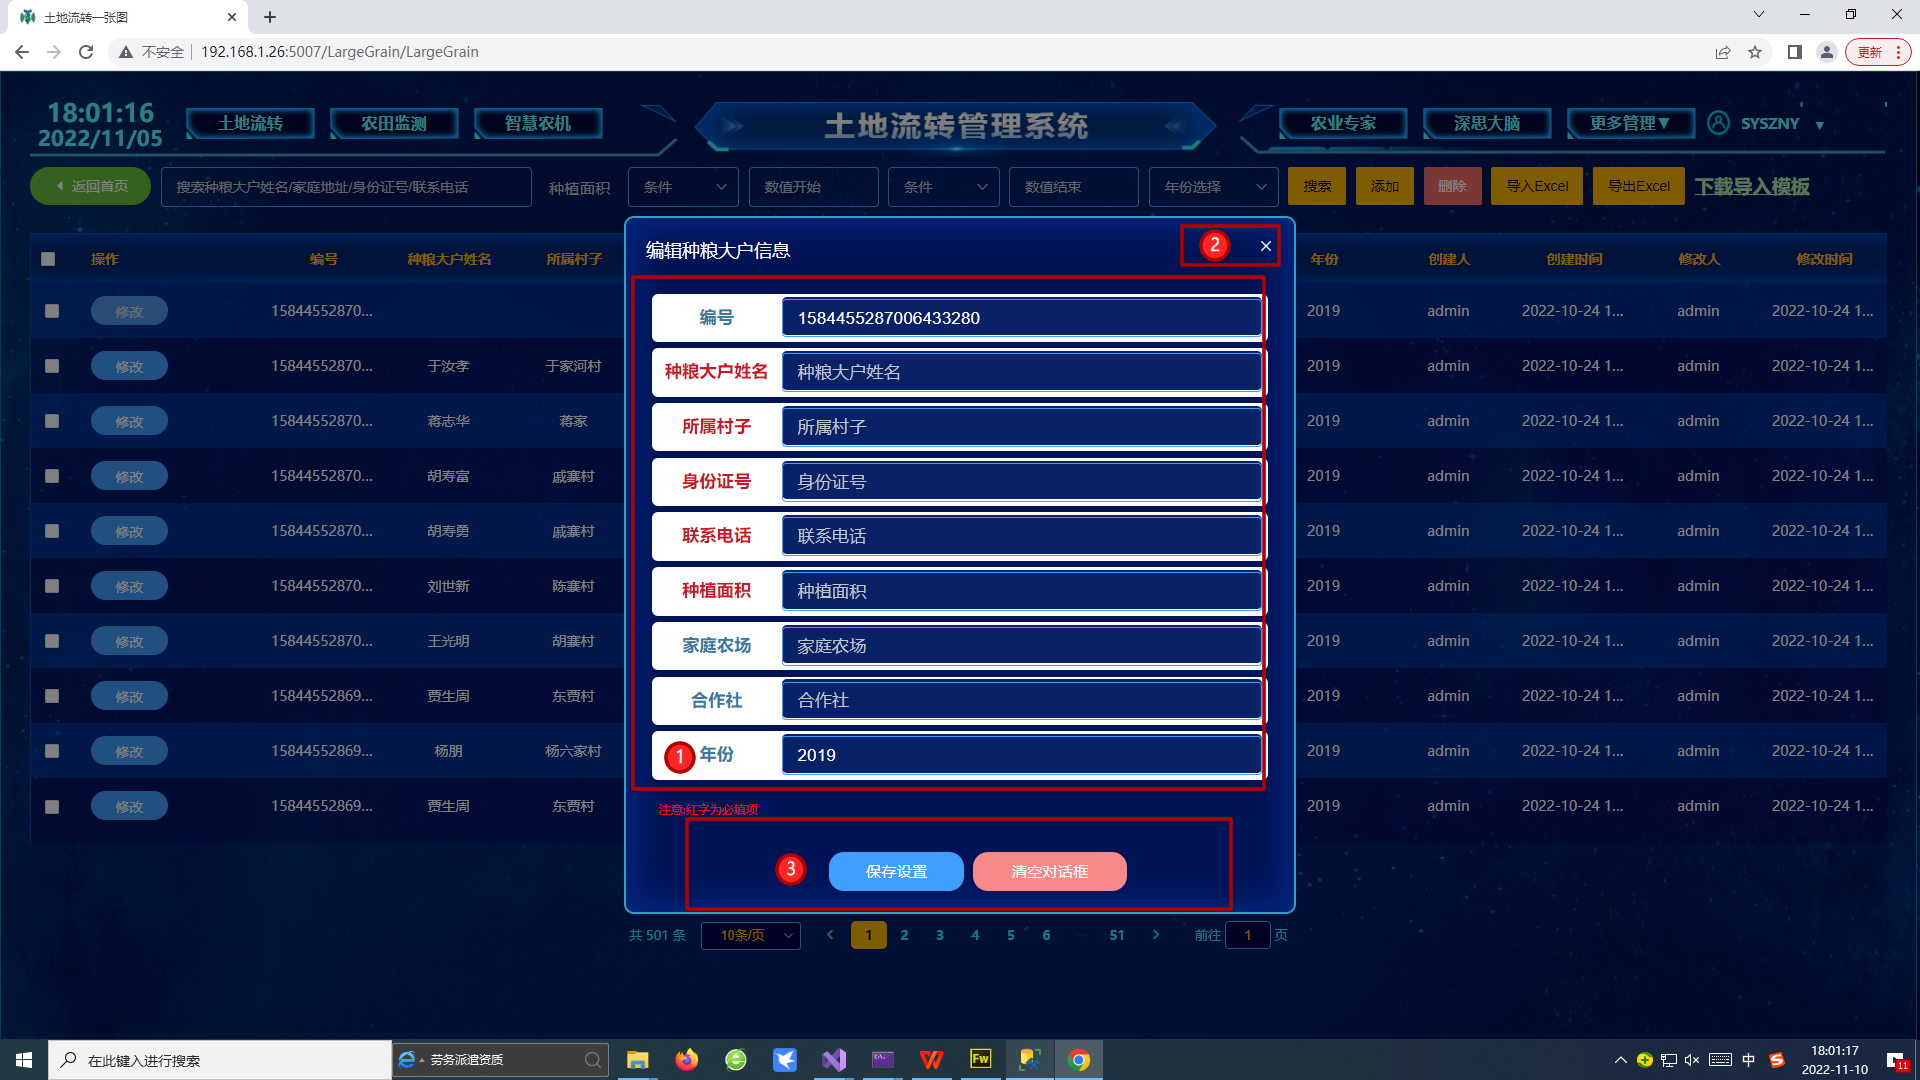 土地流转一张图
不安全 192.168.1.26:5007/LargeGrain/LargeGrain 更新
18:01:16
2022/11/05
土地流转 农田监测 智慧农机 土地流转管理系统 农业专家 深思大脑 更多管理▼ SYSZNY ▼
返回首页 搜索种粮大户姓名/家庭地址/身份证号/联系电话 种植面积 条件 数值开始 条件 数值结束 年份选择 搜索 添加 删除 导入Excel 导出Excel 下载导入模板
编辑种粮大户信息 2 ×
操作 编号 种粮大户姓名 所属村子 年份 创建人 创建时间 修改人 修改时间
修改 15844552870... 2019 admin 2022-10-24 1... admin 2022-10-24 1...
修改 15844552870... 于汝孝 于家河村 2019 admin 2022-10-24 1... admin 2022-10-24 1...
修改 15844552870... 蒋志华 蒋家 2019 admin 2022-10-24 1... admin 2022-10-24 1...
修改 15844552870... 胡寿富 戚寨村 2019 admin 2022-10-24 1... admin 2022-10-24 1...
修改 15844552870... 胡寿勇 戚寨村 2019 admin 2022-10-24 1... admin 2022-10-24 1...
修改 15844552870... 刘世新 陈寨村 2019 admin 2022-10-24 1... admin 2022-10-24 1...
修改 15844552870... 王光明 胡寨村 2019 admin 2022-10-24 1... admin 2022-10-24 1...
修改 15844552869... 贾生周 东贾村 2019 admin 2022-10-24 1... admin 2022-10-24 1...
修改 15844552869... 杨朋 杨六家村 2019 admin 2022-10-24 1... admin 2022-10-24 1...
修改 15844552869... 贾生周 东贾村 2019 admin 2022-10-24 1... admin 2022-10-24 1...
编号 1584455287006433280
种粮大户姓名 种粮大户姓名
所属村子 所属村子
身份证号 身份证号
联系电话 联系电话
种植面积 种植面积
家庭农场 家庭农场
合作社 合作社
1 年份 2019
注意:红字为必填项
3 保存设置 清空对话框
共 501 条 10条/页 1 2 3 4 5 6 ... 51 前往 1 页
在此键入进行搜索 劳务派遣资质 Fw 中 18:01:17
2022-11-10 11